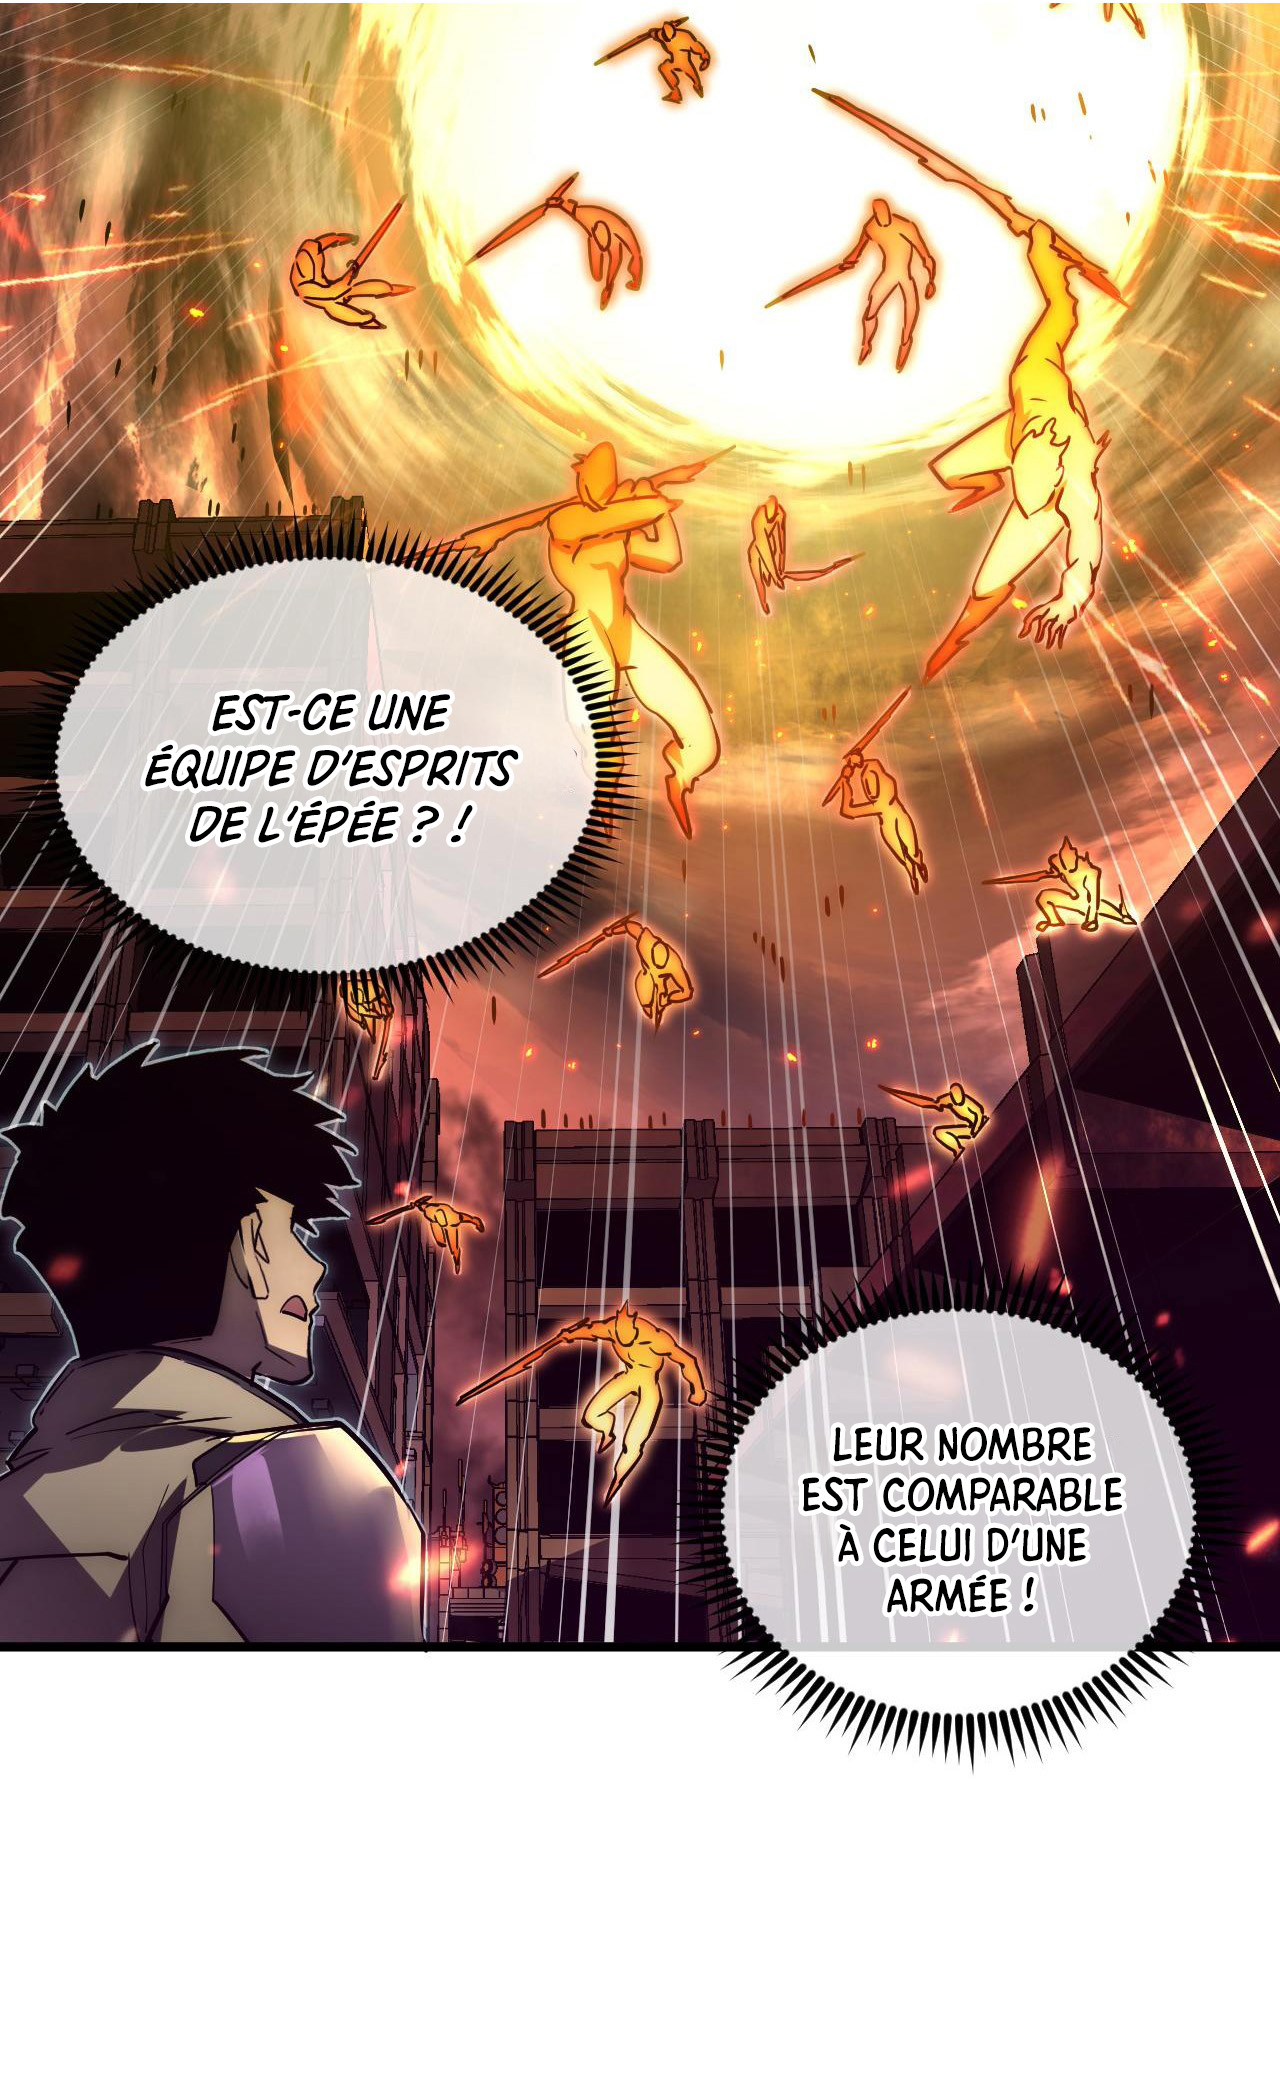 EST-CE UNE
ÉQUIPE D'ESPRITS
DE L'ÉPÉE ? !
LEUR NOMBRE
EST COMPARABLE
À CELUI D'UNE
ARMÉE !